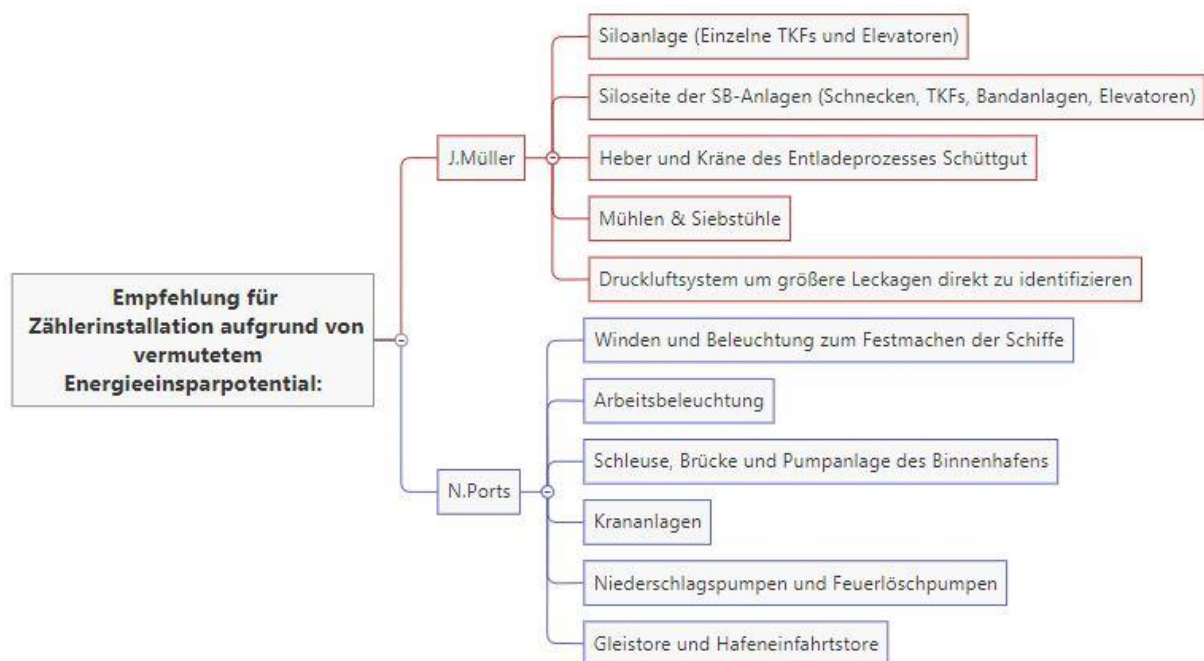 Empfehlung für
Zählerinstallation aufgrund von
vermutetem
Energieeinsparpotential:
J.Müller
Siloanlage (Einzelne TKFs und Elevatoren)
Siloseite der SB-Anlagen (Schnecken, TKFs, Bandanlagen, Elevatoren)
Heber und Kräne des Entladeprozesses Schüttgut
Mühlen & Siebstühle
Druckluftsystem um größere Leckagen direkt zu identifizieren
N.Ports
Winden und Beleuchtung zum Festmachen der Schiffe
Arbeitsbeleuchtung
Schleuse, Brücke und Pumpanlage des Binnenhafens
Krananlagen
Niederschlagspumpen und Feuerlöschpumpen
Gleistore und Hafeneinfahrtstore